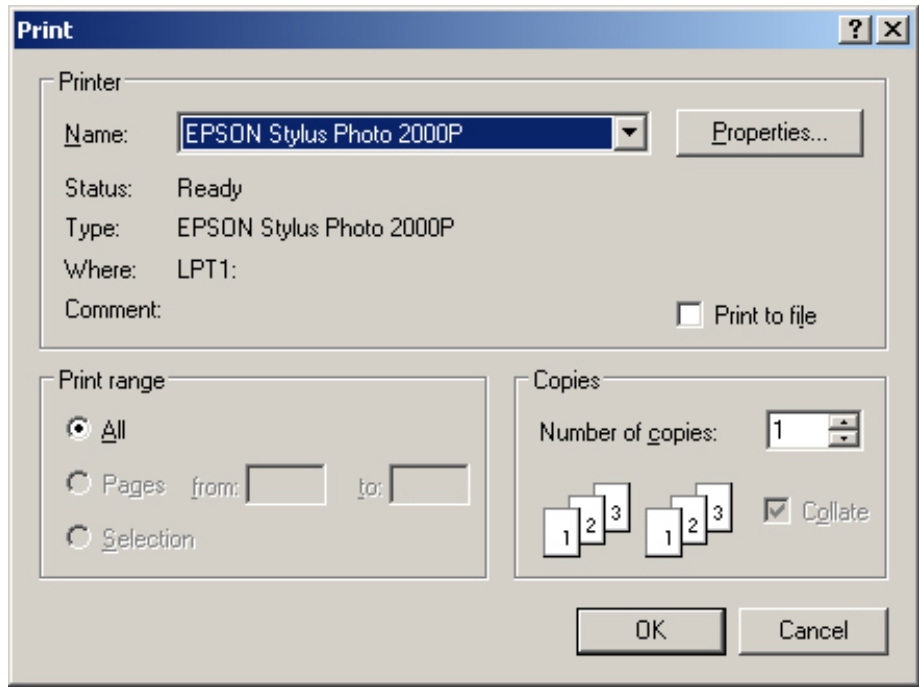 Print
Printer
Name: EPSON Stylus Photo 2000P Properties...
Status: Ready
Type: EPSON Stylus Photo 2000P
Where: LPT1:
Comment: Print to file
Print range
All
Pages from: to:
Selection
Copies
Number of copies: 1
1 2 3 1 2 3 Collate
OK Cancel